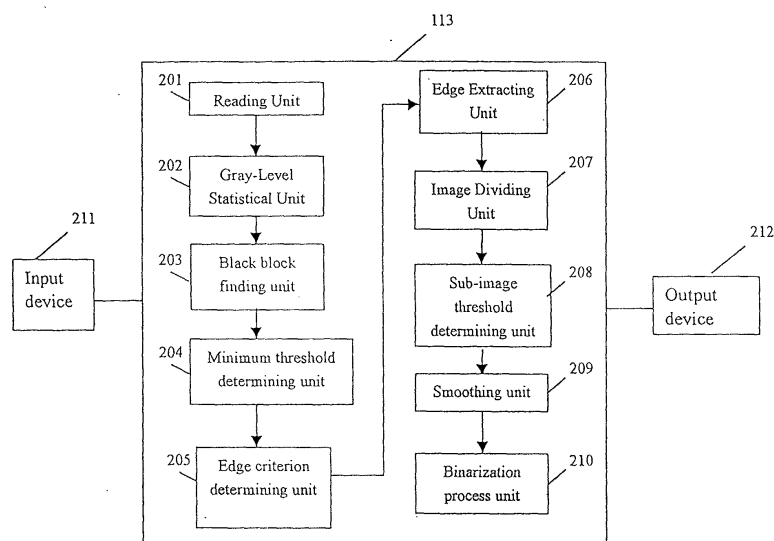 113
201
Reading Unit
202
Gray-Level
Statistical Unit
203
Black block
finding unit
204
Minimum threshold
determining unit
205
Edge criterion
determining unit
206
Edge Extracting
Unit
207
Image Dividing
Unit
208
Sub-image
threshold
determining unit
209
Smoothing unit
210
Binarization
process unit
211
Input
device
212
Output
device